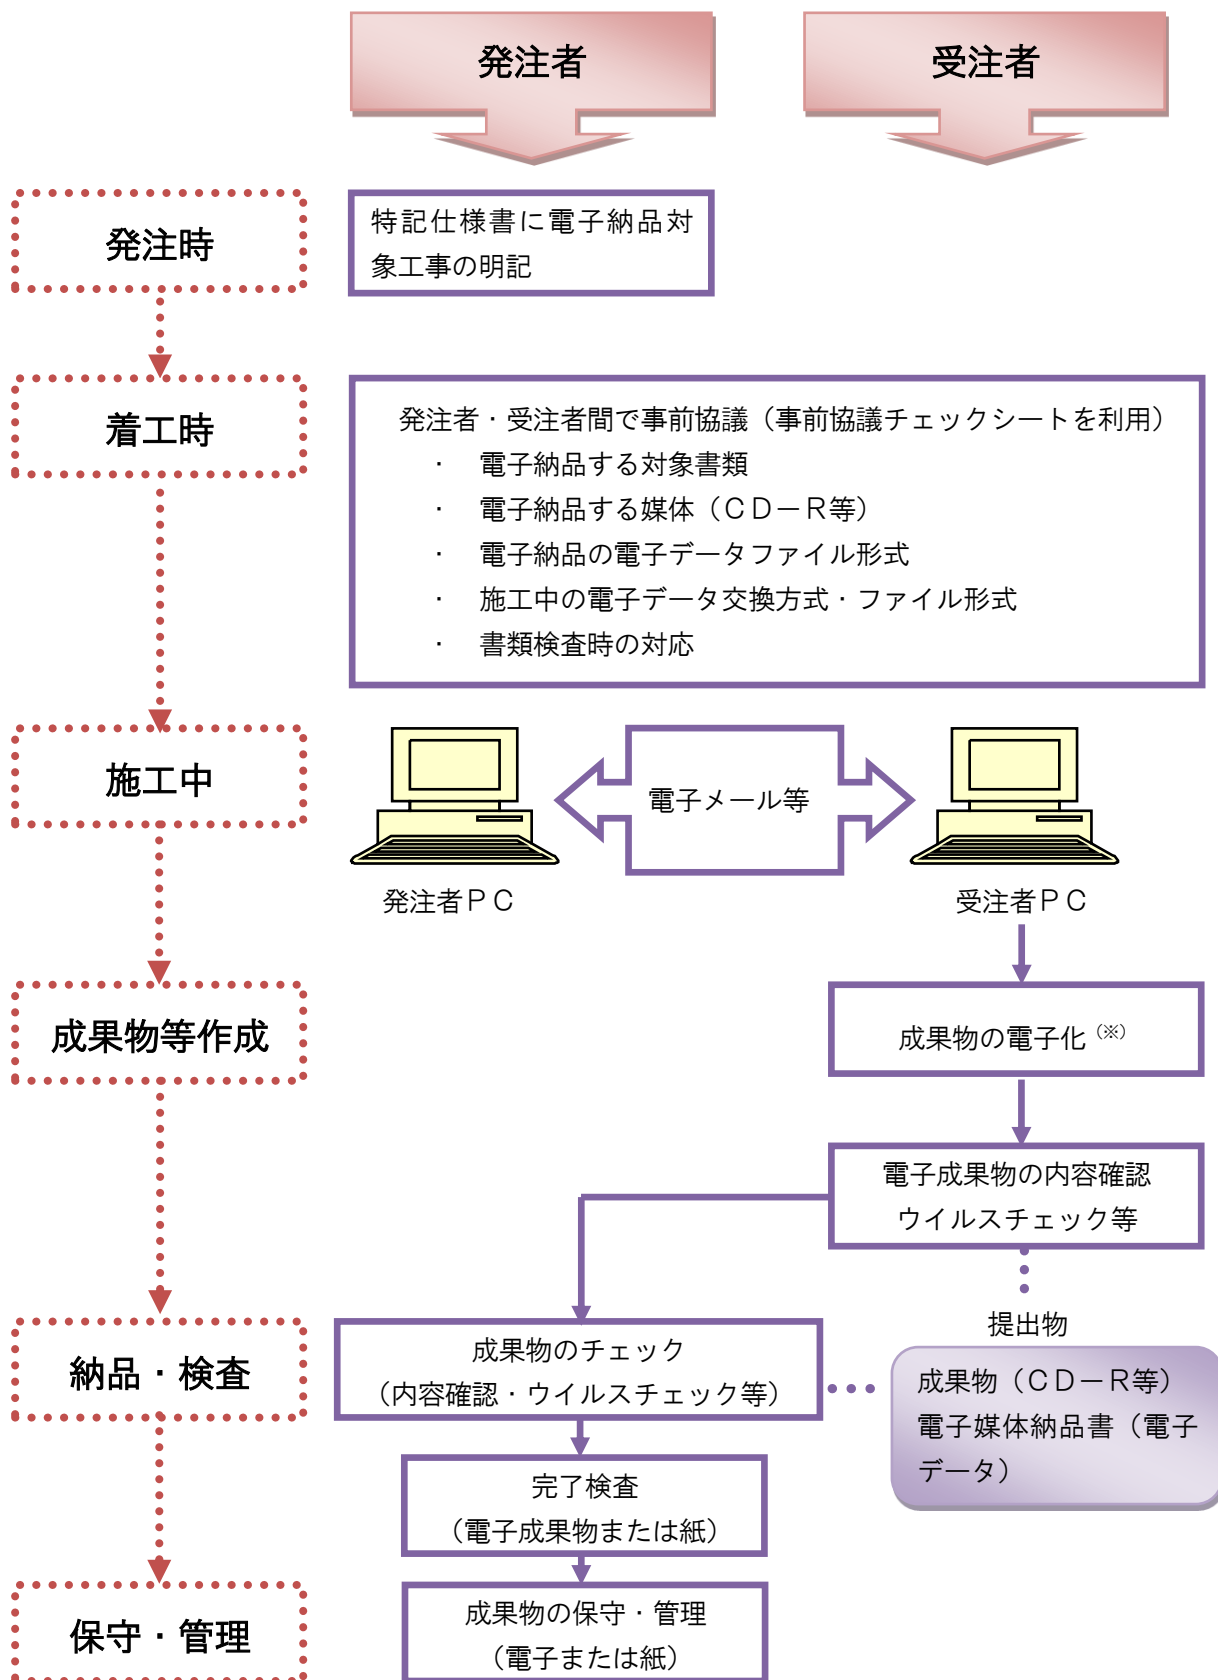 発注者
受注者
発注時
特記仕様書に電子納品対
象工事の明記
着工時
発注者・受注者間で事前協議（事前協議チェックシートを利用）
・ 電子納品する対象書類
・ 電子納品する媒体（ＣＤ－Ｒ等）
・ 電子納品の電子データファイル形式
・ 施工中の電子データ交換方式・ファイル形式
・ 書類検査時の対応
施工中
電子メール等
発注者ＰＣ
受注者ＰＣ
成果物等作成
成果物の電子化（※）
電子成果物の内容確認
ウイルスチェック等
提出物
納品・検査
成果物のチェック
（内容確認・ウイルスチェック等）
成果物（ＣＤ－Ｒ等）
電子媒体納品書（電子
データ）
完了検査
（電子成果物または紙）
保守・管理
成果物の保守・管理
（電子または紙）